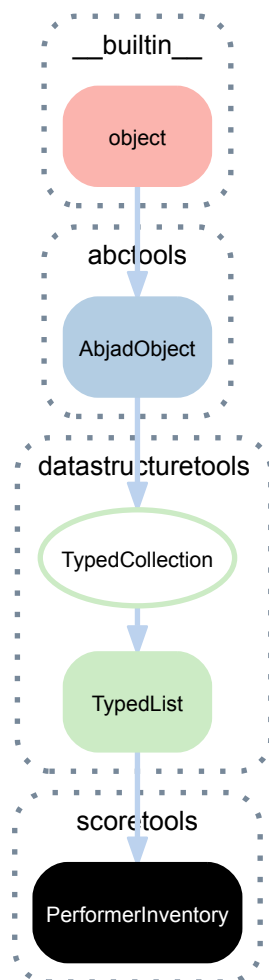 __builtin__
object
abctools
AbjadObject
datastructuretools
TypedCollection
TypedList
scoretools
PerformerInventory